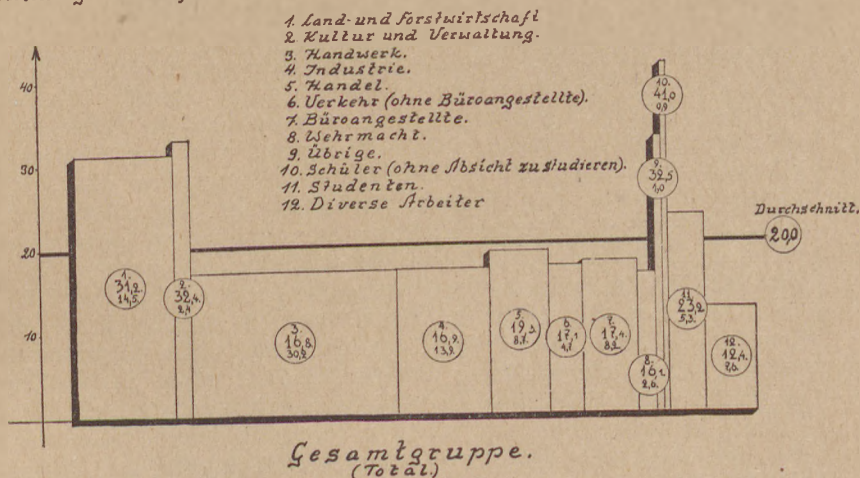 1. Land- und Forstwirtschaft
2 Kultur und Verwaltung.
3. Handwerk.
4. Industrie.
5. Handel.
6. Verkehr (ohne Büroangestellte).
7. Büroangestellte.
8. Wehrmacht.
9. Übrige.
10. Schüler (ohne Absicht zu studieren).
11. Studenten.
12. Diverse Arbeiter
40
30
20
10
Durchschnitt.
20,0
1.
31,2.
14,5.
2.
32,4.
2,4
3.
16,8.
30,2
4.
16,9.
13,9.
5.
19,3.
8,7.
6.
17,1
4,7
7.
17,4.
8,2.
8.
16,1.
2,6.
9.
32,5
1,0
10.
41,0
0,9
11.
23,2
5,3.
12.
12,4.
Gesamtgruppe.
(Total.)